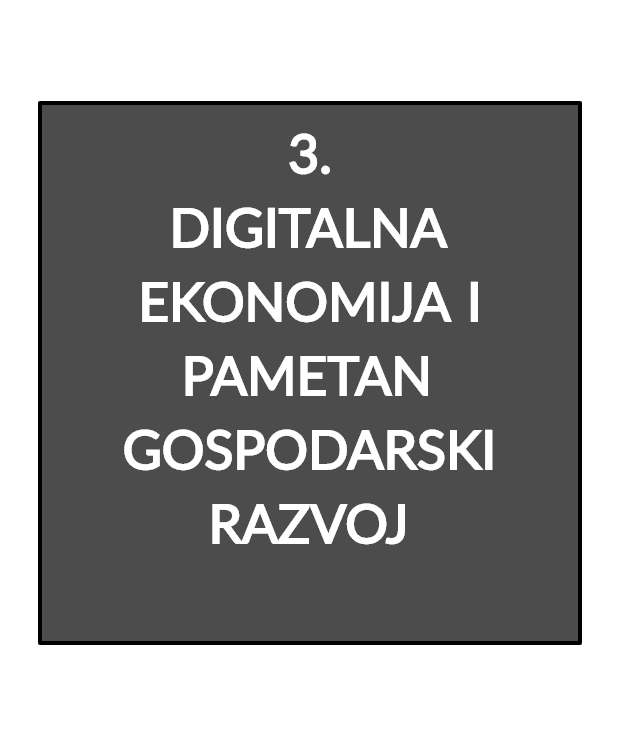 3.
DIGITALNA
EKONOMIJA I
PAMETAN
GOSPODARSKI
RAZVOJ